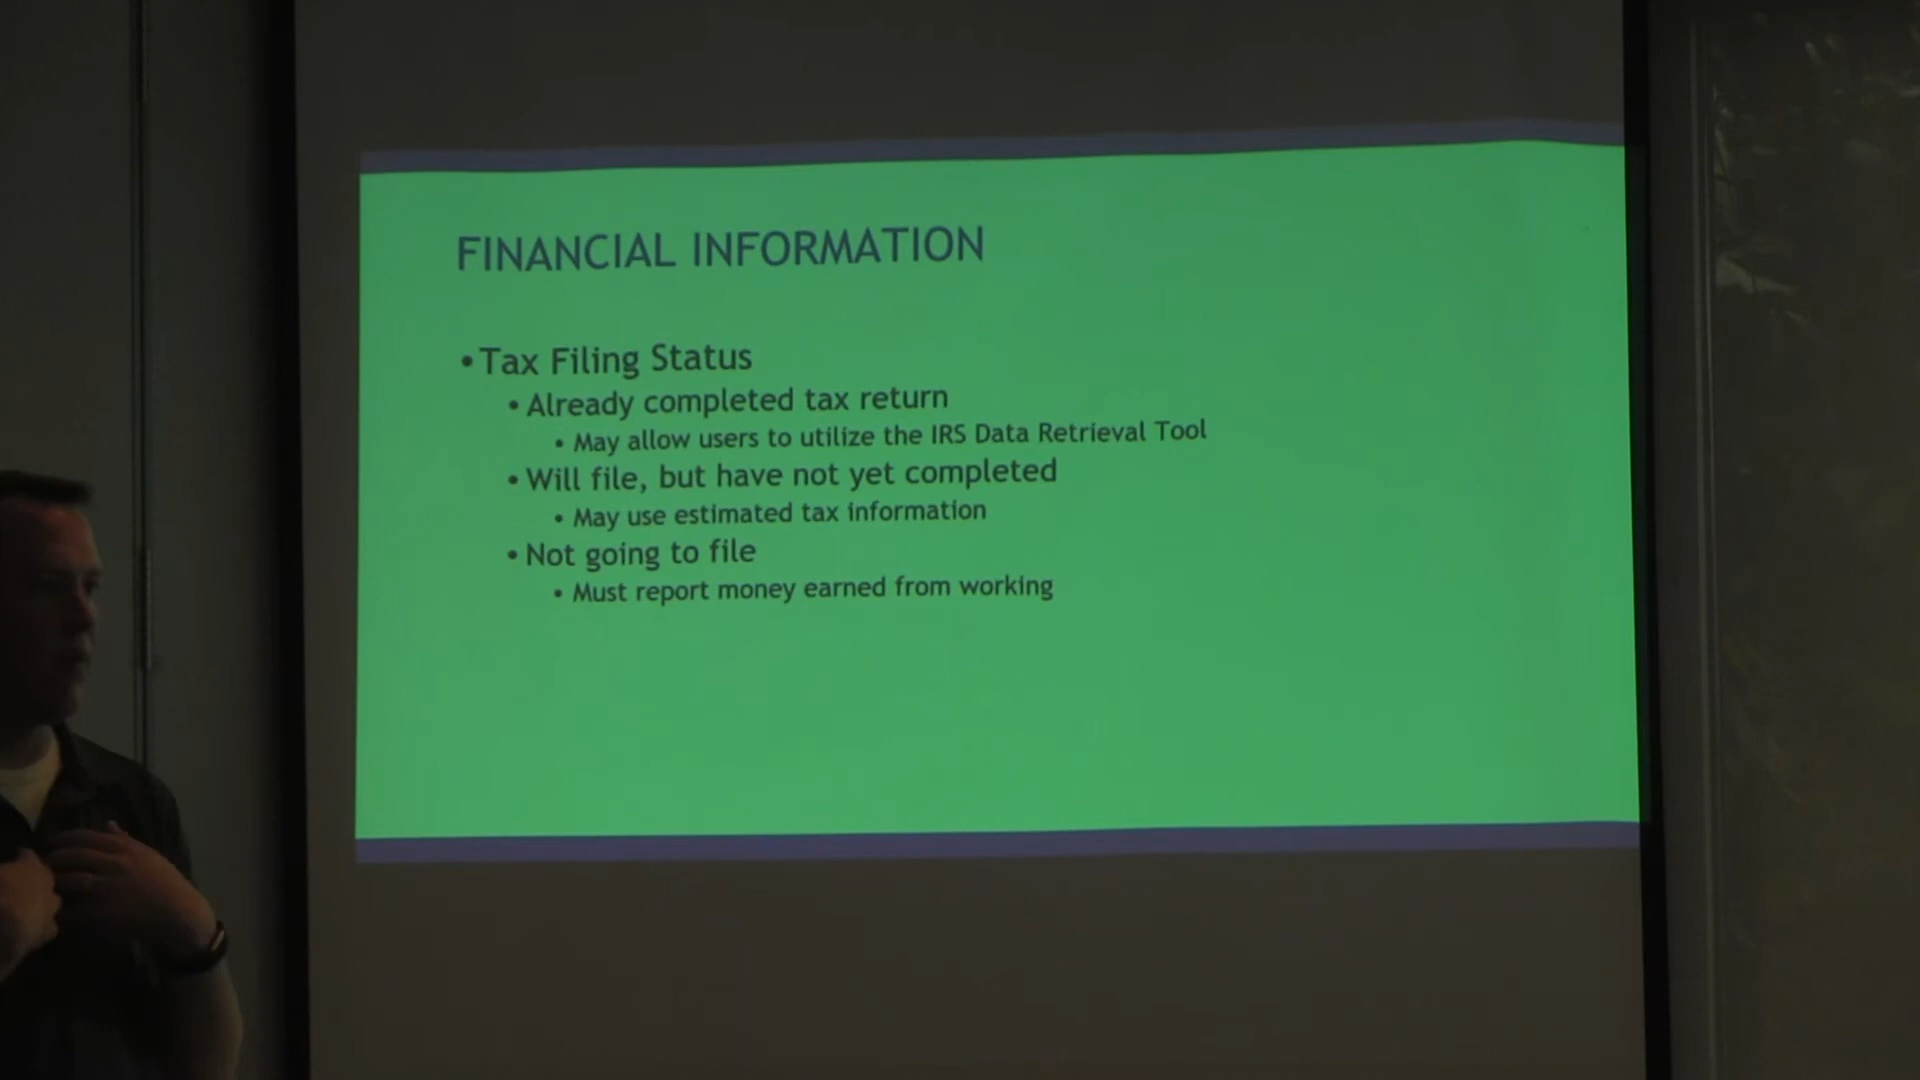 FINANCIAL INFORMATION
•Tax Filing Status
•Already completed tax return
•May allow users to utilize the IRS Data Retrieval Tool
•Will file, but have not yet completed
•May use estimated tax information
•Not going to file
•Must report money earned from working